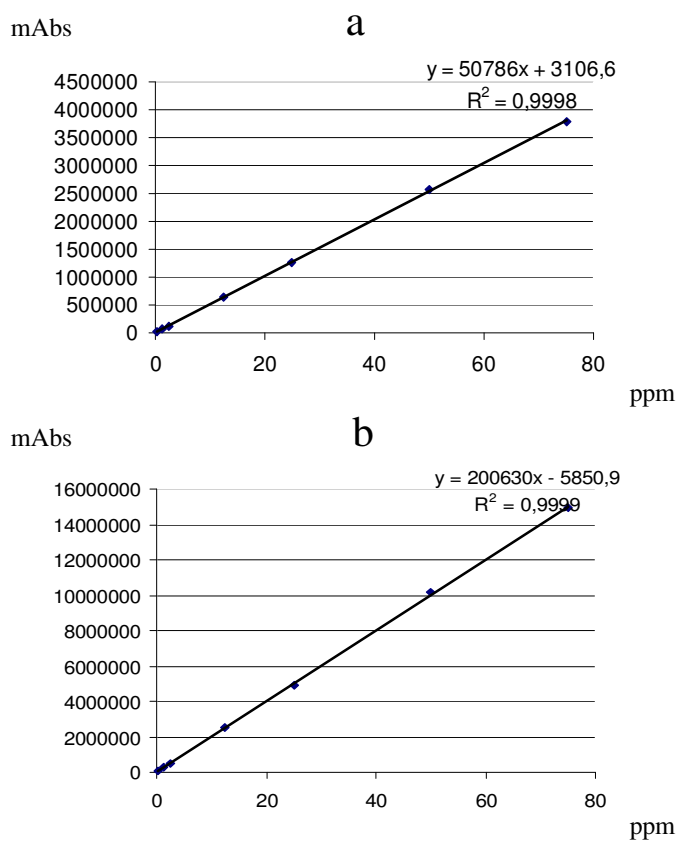 a
mAbs
y = 50786x + 3106,6
R² = 0,9998
4500000
4000000
3500000
3000000
2500000
2000000
1500000
1000000
500000
0
0 20 40 60 80
ppm
b
mAbs
y = 200630x - 5850,9
R² = 0,9999
16000000
14000000
12000000
10000000
8000000
6000000
4000000
2000000
0
0 20 40 60 80
ppm